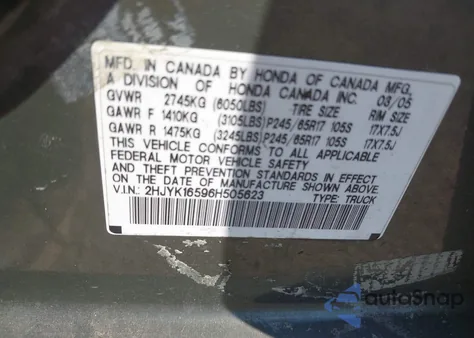 MFD. IN CANADA BY HONDA OF CANADA MFG.
A DIVISION OF HONDA CANADA INC. 03/05
GVWR 2745KG (6050LBS) TIRE SIZE RIM SIZE
GAWR F 1410KG (3105LBS) P245/65R17 105S 17X7.5J
GAWR R 1475KG (3245LBS) P245/65R17 105S 17X7.5J
THIS VEHICLE CONFORMS TO ALL APPLICABLE
FEDERAL MOTOR VEHICLE SAFETY
AND THEFT PREVENTION STANDARDS IN EFFECT
ON THE DATE OF MANUFACTURE SHOWN ABOVE.
V.I.N.: 2HJYK16596H505623 TYPE: TRUCK
autoSnap